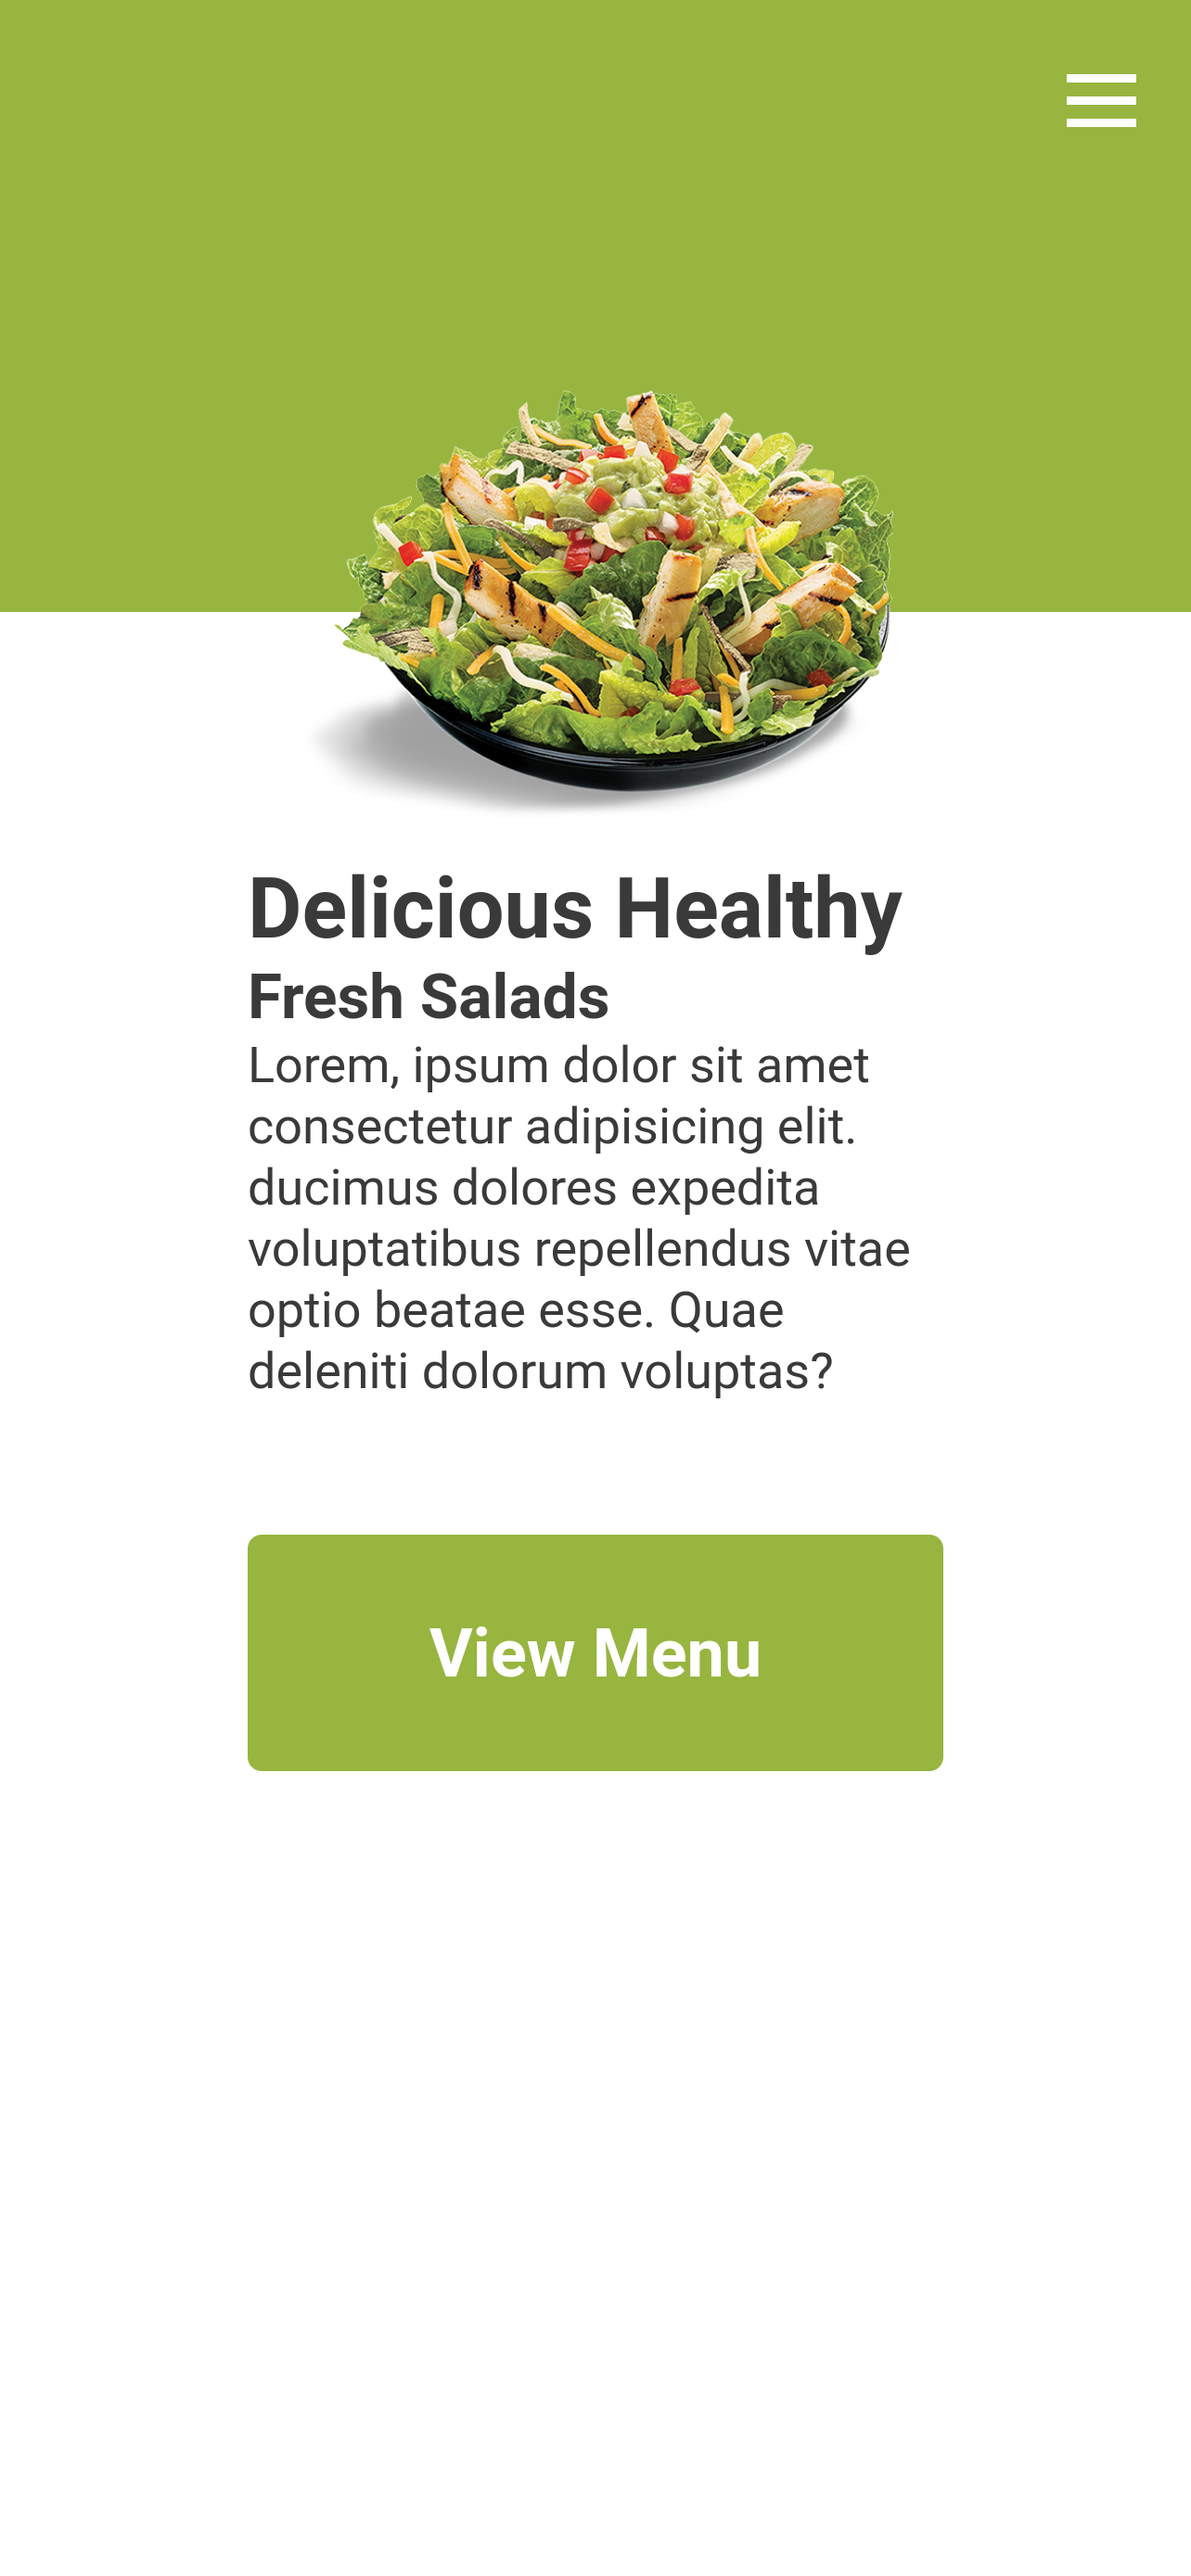 Delicious Healthy
Fresh Salads
Lorem, ipsum dolor sit amet
consectetur adipisicing elit.
ducimus dolores expedita
voluptatibus repellendus vitae
optio beatae esse. Quae
deleniti dolorum voluptas?
View Menu